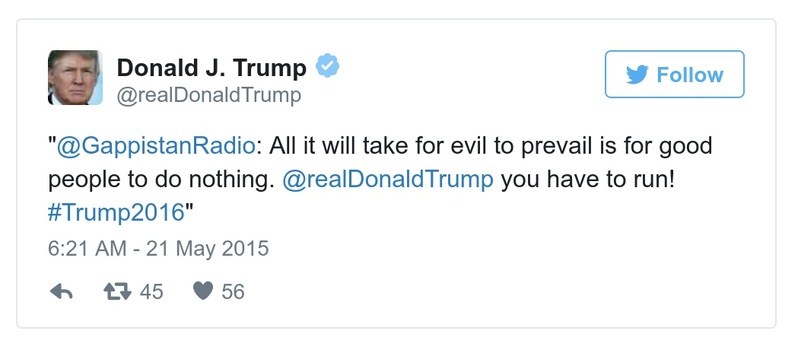 Donald J. Trump
@realDonaldTrump
Follow
"@GappistanRadio: All it will take for evil to prevail is for good
people to do nothing. @realDonaldTrump you have to run!
#Trump2016"
6:21 AM - 21 May 2015
45 56